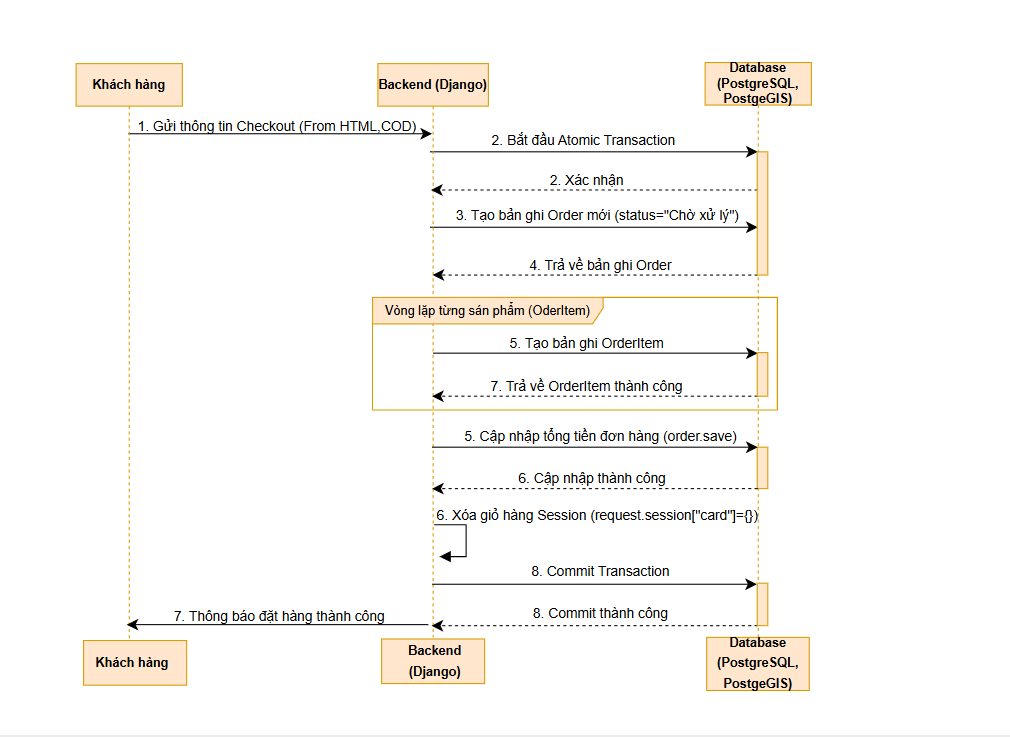 Khách hàng
Backend (Django)
Database
(PostgreSQL,
PostgeGIS)
1. Gửi thông tin Checkout (From HTML,COD)
2. Bắt đầu Atomic Transaction
2. Xác nhận
3. Tạo bản ghi Order mới (status="Chờ xử lý")
4. Trả về bản ghi Order
Vòng lặp từng sản phẩm (OderItem)
5. Tạo bản ghi OrderItem
7. Trả về OrderItem thành công
5. Cập nhập tổng tiền đơn hàng (order.save)
6. Cập nhập thành công
6. Xóa giỏ hàng Session (request.session["card"]={})
8. Commit Transaction
8. Commit thành công
7. Thông báo đặt hàng thành công
Khách hàng
Backend
(Django)
Database
(PostgreSQL,
PostgeGIS)